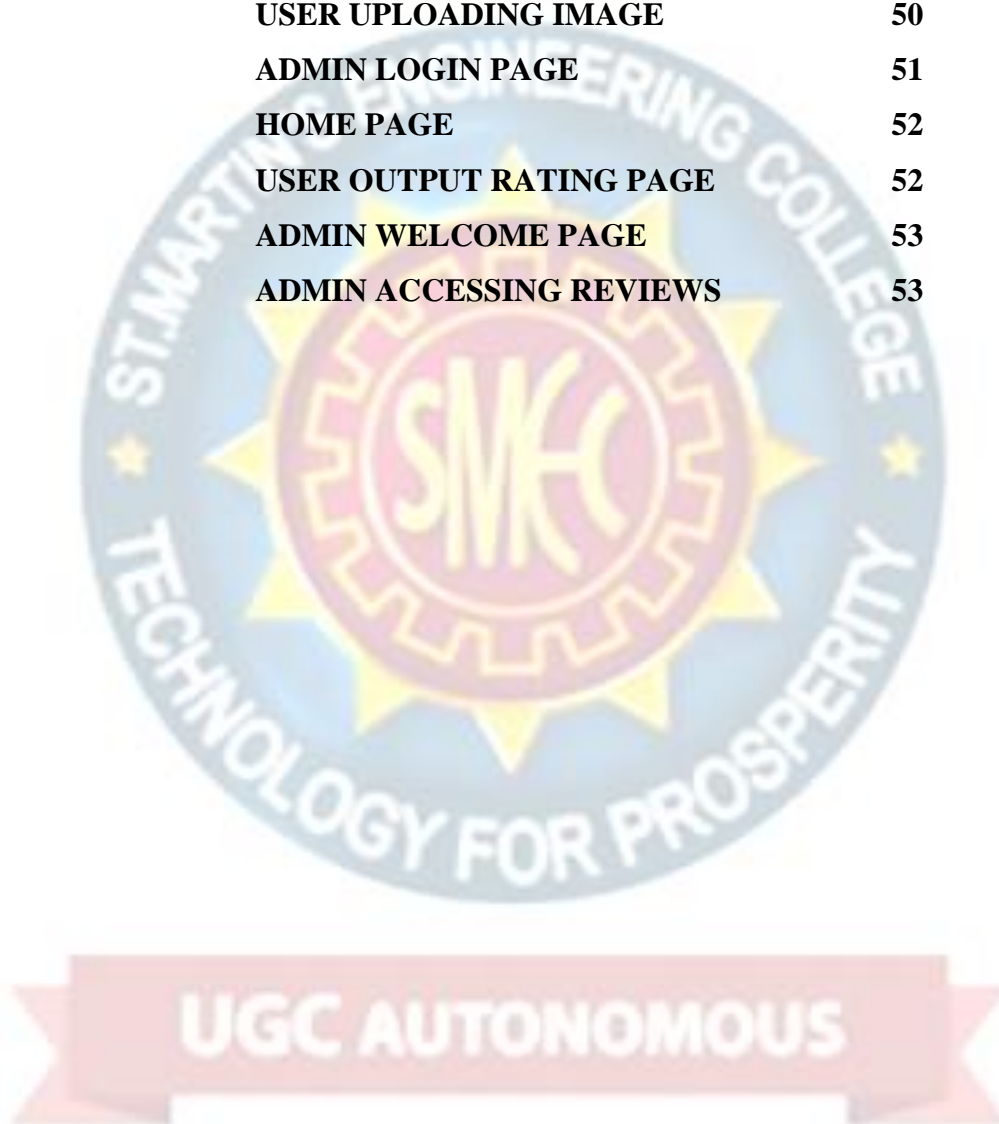 USER UPLOADING IMAGE 50
ADMIN LOGIN PAGE 51
HOME PAGE 52
USER OUTPUT RATING PAGE 52
ADMIN WELCOME PAGE 53
ADMIN ACCESSING REVIEWS 53
ST.MARTIN'S ENGINEERING COLLEGE
SMEC
TECHNOLOGY FOR PROSPERITY
UGC AUTONOMOUS